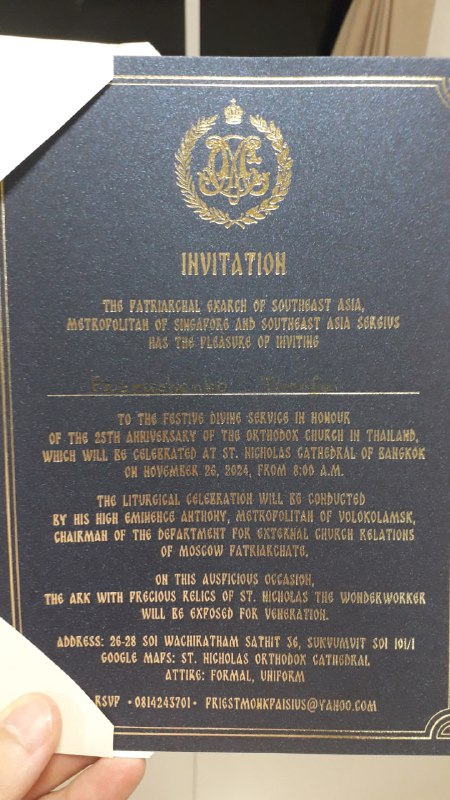 INVITATION
THE PATRIARCHAL EXARCH OF SOUTHEAST ASIA,
METROPOLITAN OF SINGAPORE AND SOUTHEAST ASIA SERGIUS
HAS THE PLEASURE OF INVITING
TO THE FESTIVE DIVINE SERVICE IN HONOUR
OF THE 25TH ANNIVERSARY OF THE ORTHODOX CHURCH IN THAILAND,
WHICH WILL BE CELEBRATED AT ST. NICHOLAS CATHEDRAL OF BANGKOK
ON NOVEMBER 26, 2024, FROM 8:00 A.M.
THE LITURGICAL CELEBRATION WILL BE CONDUCTED
BY HIS HIGH EMINENCE ANTHONY, METROPOLITAN OF VOLOKOLAMSK,
CHAIRMAN OF THE DEPARTMENT FOR EXTERNAL CHURCH RELATIONS
OF MOSCOW PATRIARCHATE.
ON THIS AUSPICIOUS OCCASION,
THE ARK WITH PRECIOUS RELICS OF ST. NICHOLAS THE WONDERWORKER
WILL BE EXPOSED FOR VENERATION.
ADDRESS: 26-28 SOI WACHIRATHAM SATHIT 36, SUKVUMVIT SOI 101/1
GOOGLE MAPS: ST. NICHOLAS ORTHODOX CATHEDRAL
ATTIRE: FORMAL, UNIFORM
RSVP • 0814243701 • PRIESTMONKPAISIUS@YAHOO.COM